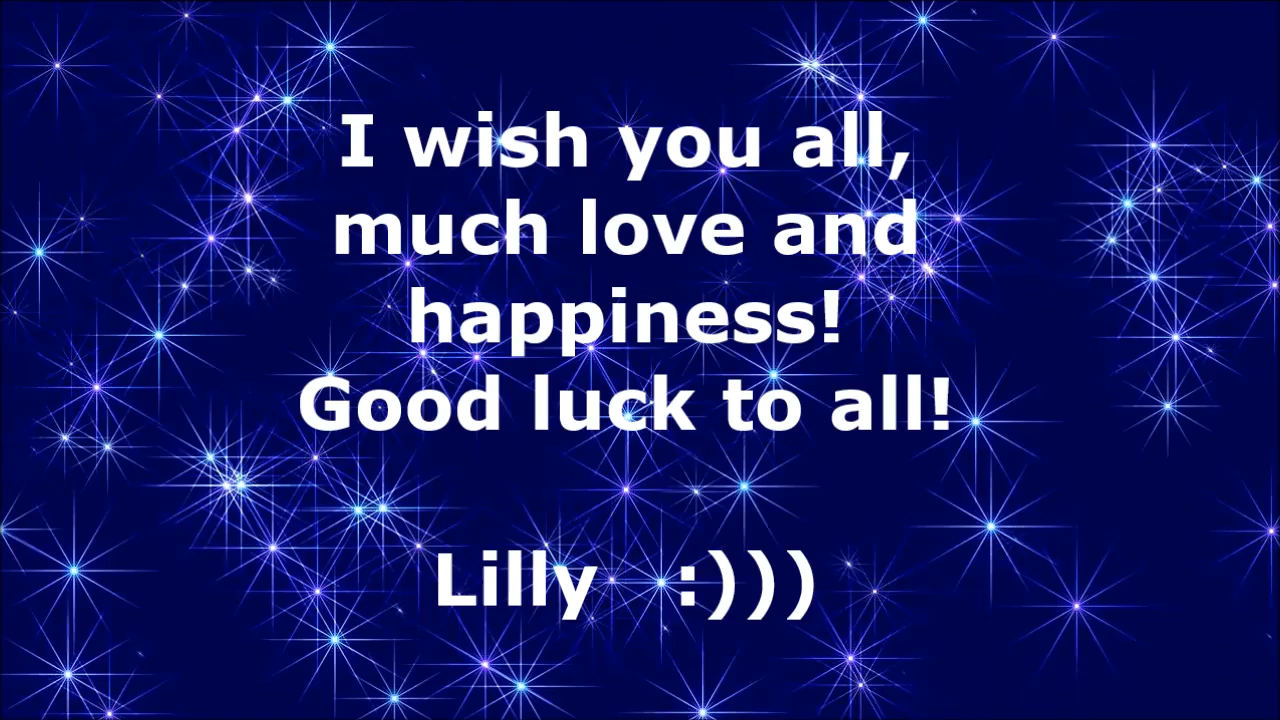 I wish you all,
much love and
happiness!
Good luck to all!
Lilly :)))